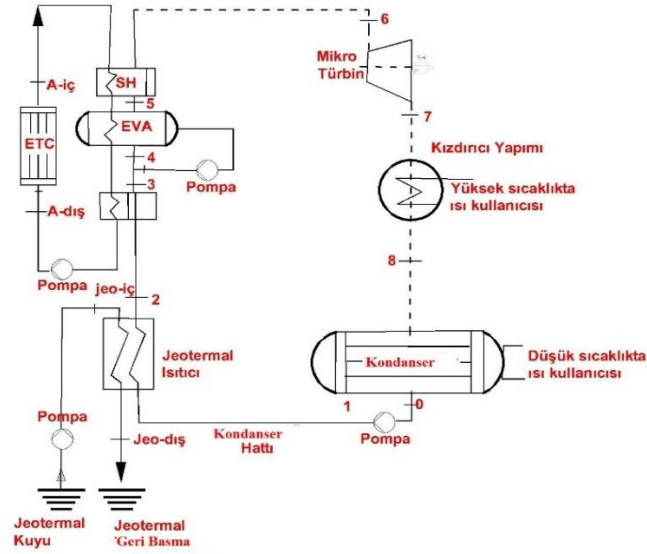 6
Mikro
Türbin
A-iç
SH
5
EVA
7
ETC
4
Kızdırıcı Yapımı
3
Pompa
Yüksek sıcaklıkta
ısı kullanıcısı
A-dış
8
Pompa
jeo-iç
2
Jeotermal
Isıtıcı
Kondanser
Düşük sıcaklıkta
ısı kullanıcısı
1
0
Pompa
Jeo-dış
Kondanser
Hattı
Pompa
Jeotermal
Kuyu
Jeotermal
Geri Basma